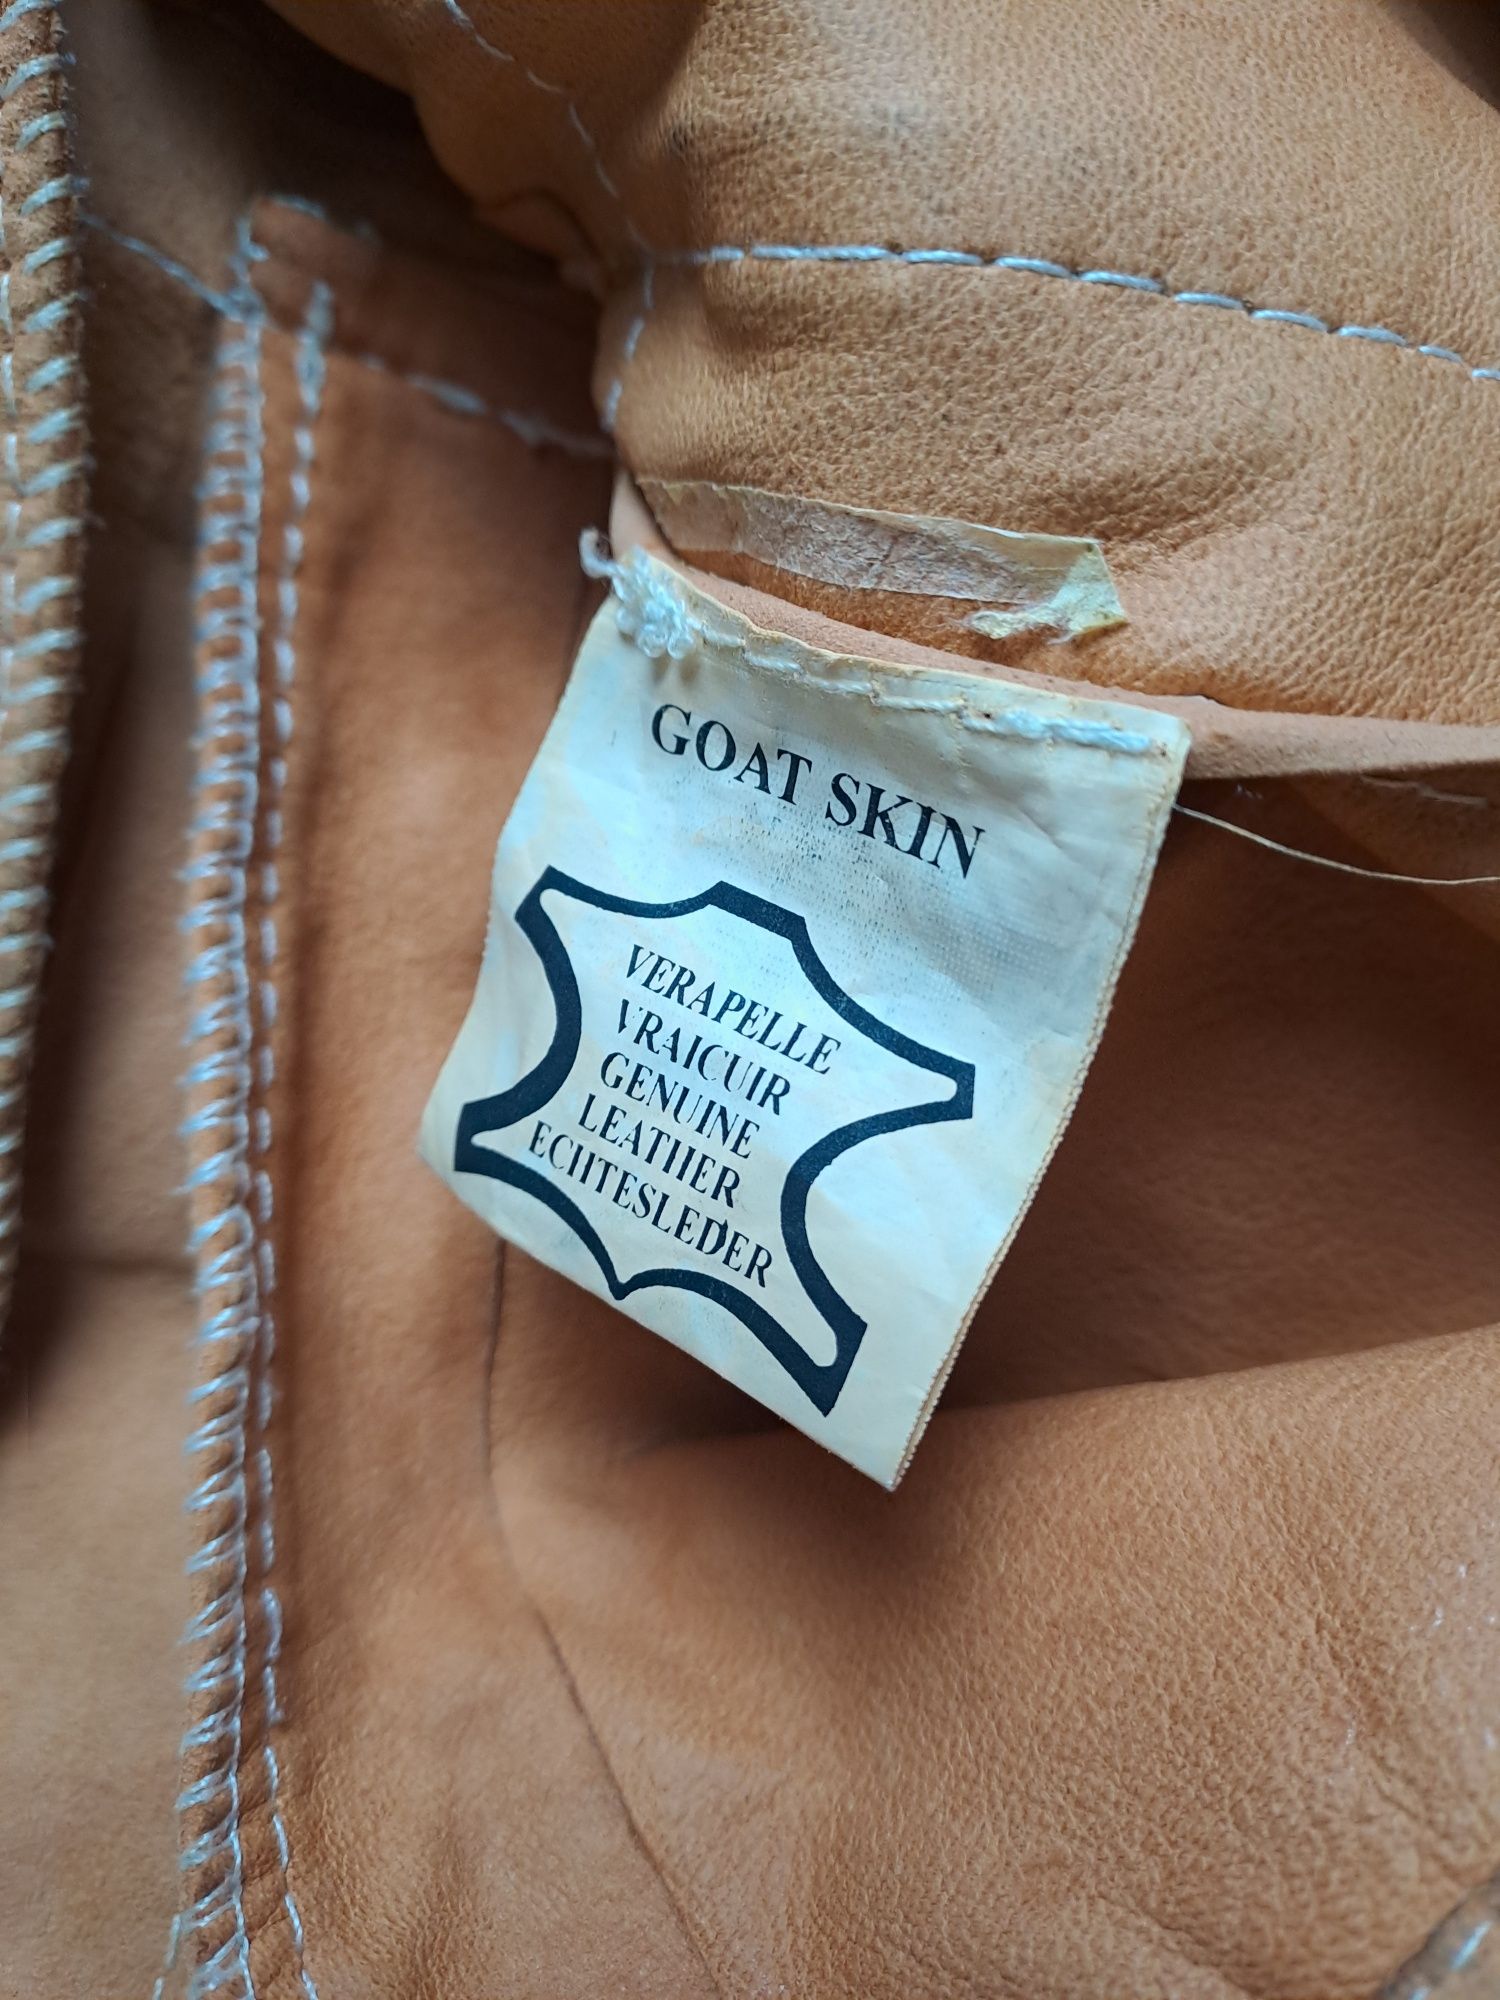 GOAT SKIN
VERAPELLE
VRAICUIR
GENUINE
LEATHER
ECHTESLEDER